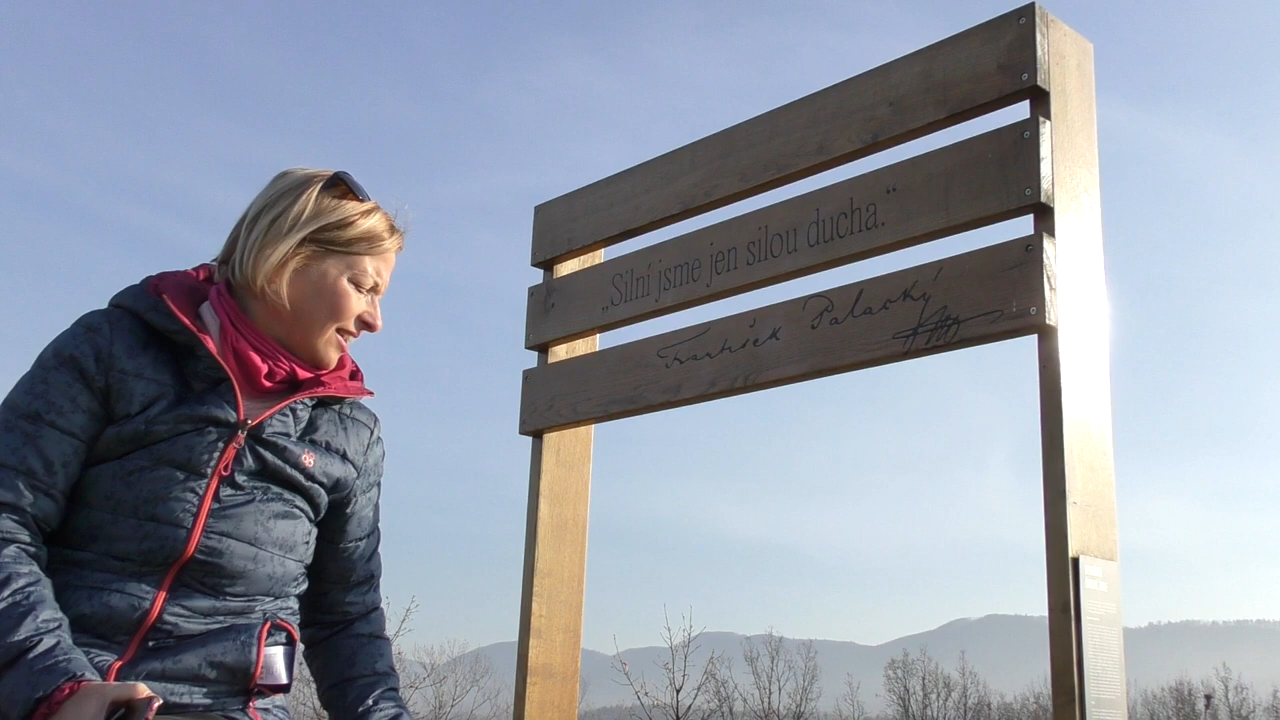 „Silní jsme jen silou ducha.“
František Palacký